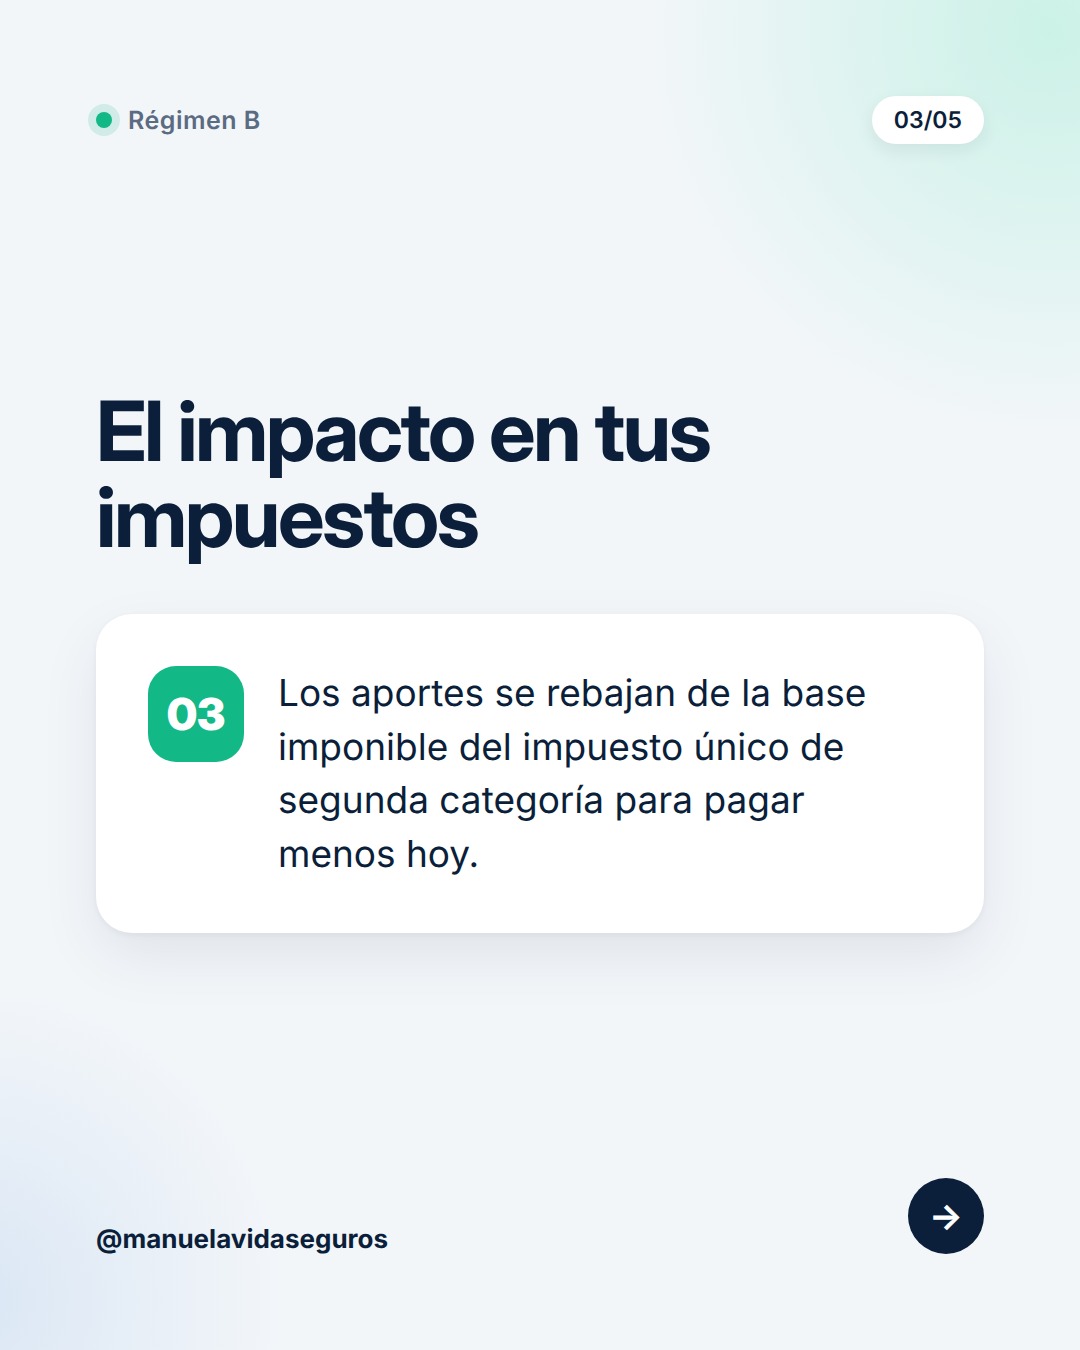 Régimen B
03/05
El impacto en tus
impuestos
03
Los aportes se rebajan de la base
imponible del impuesto único de
segunda categoría para pagar
menos hoy.
@manuelavidaseguros
→